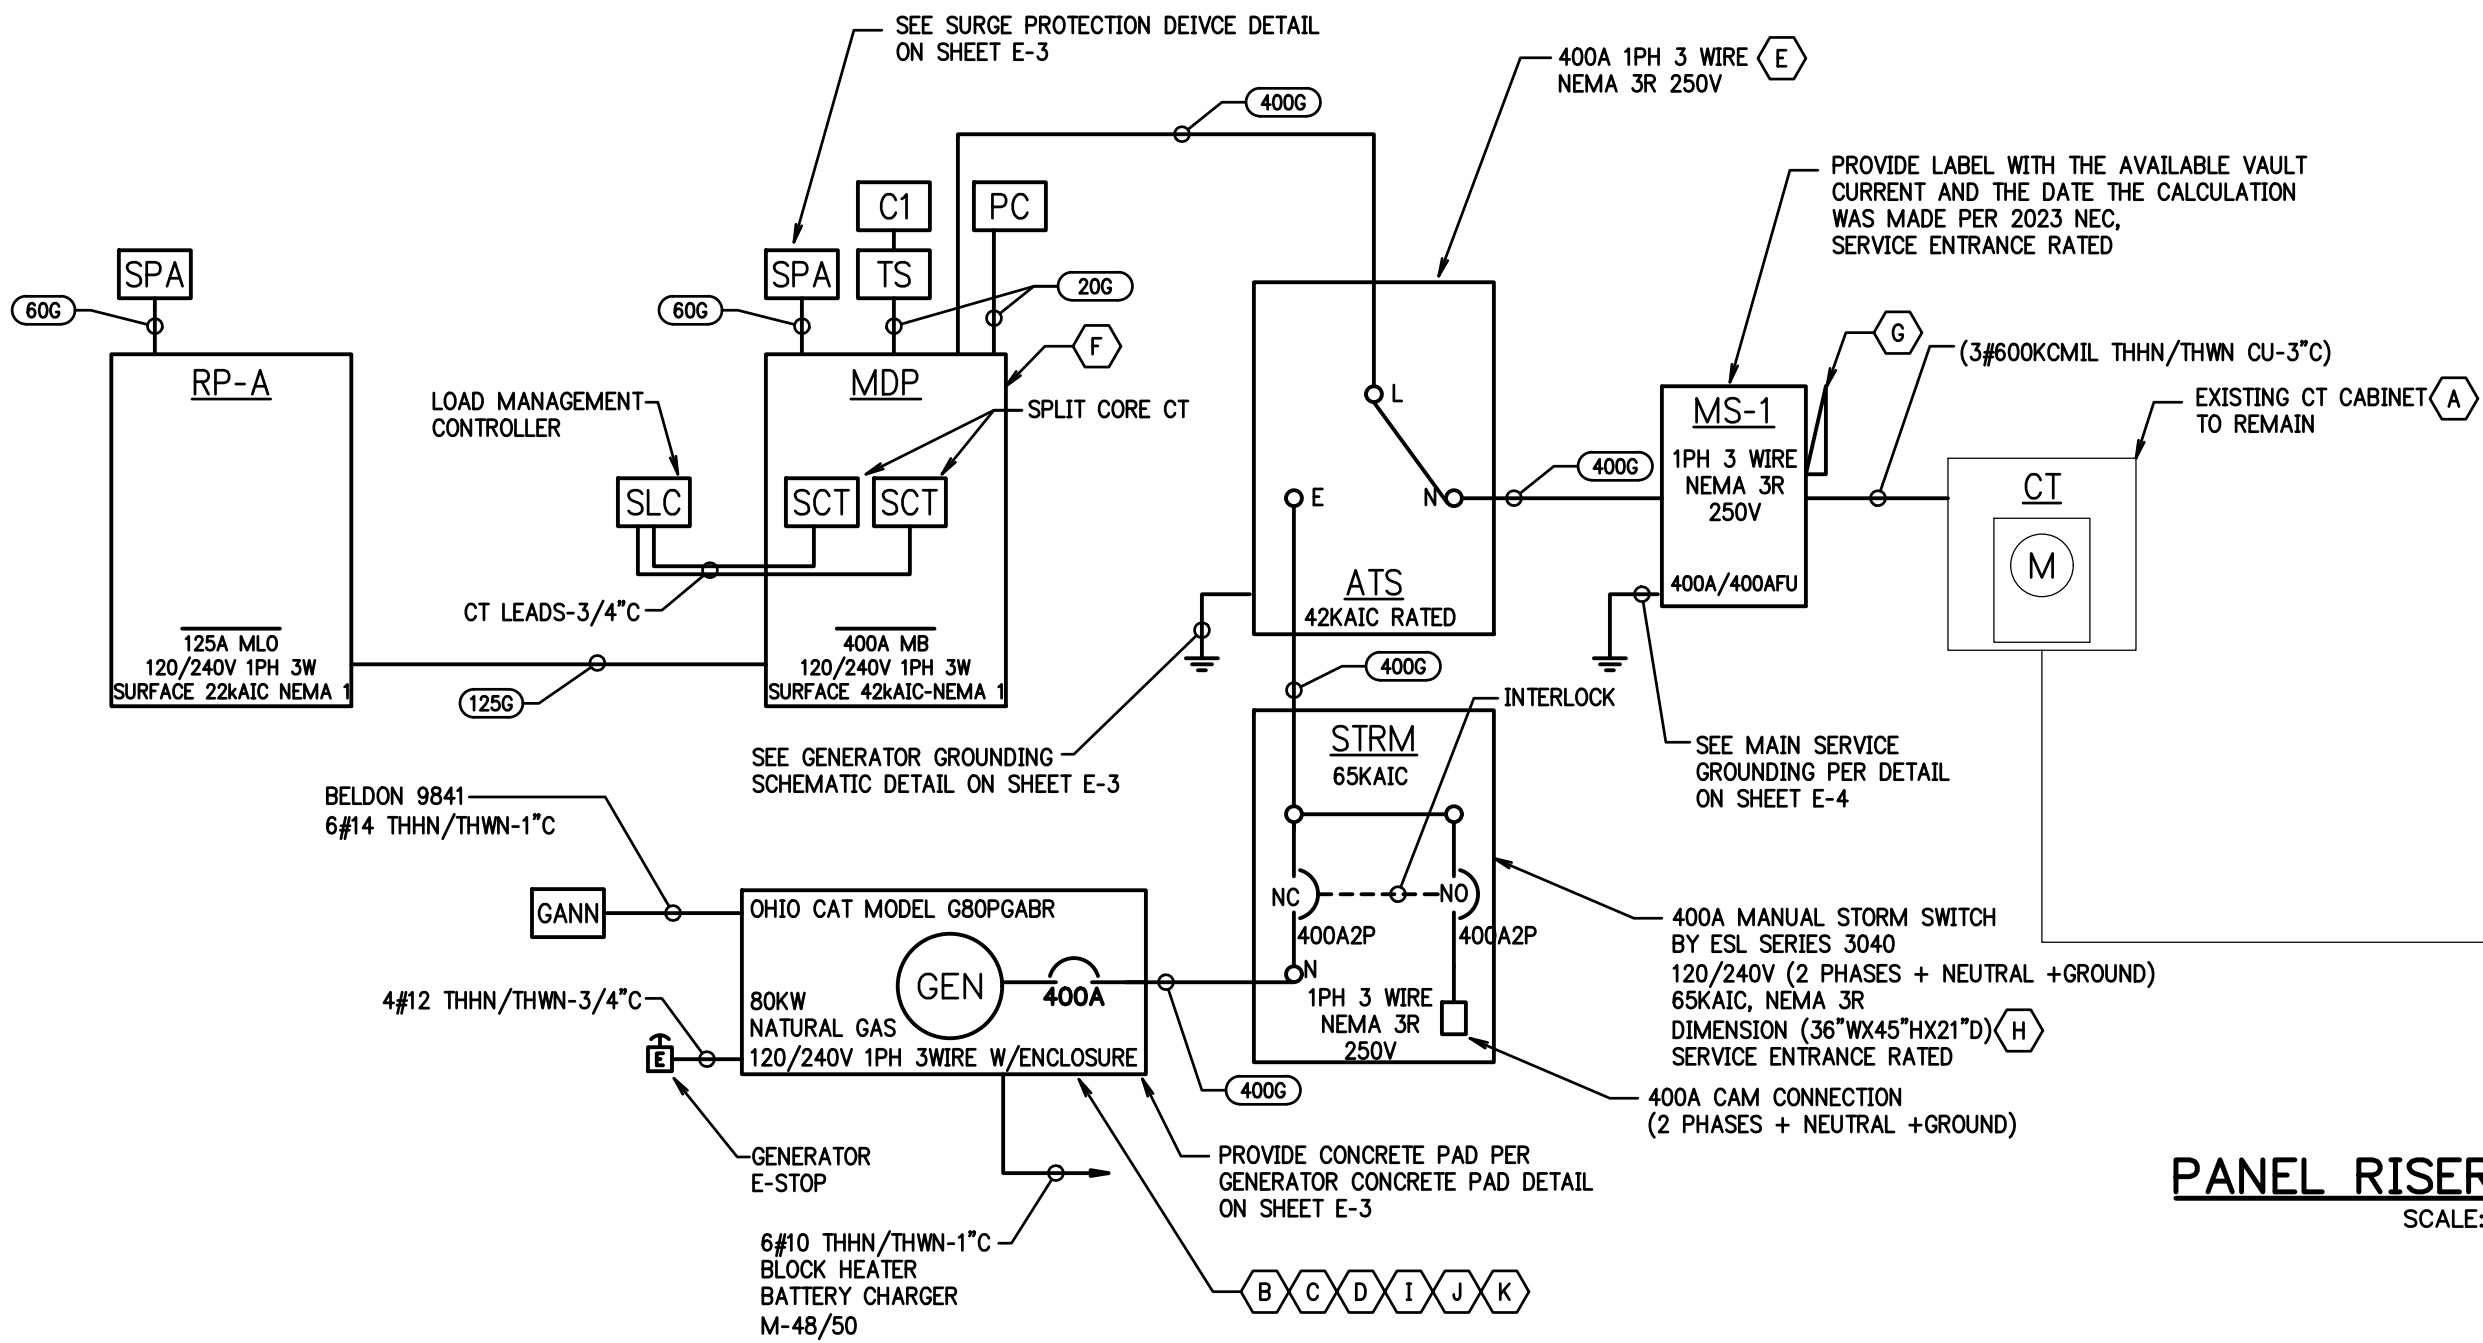 SEE SURGE PROTECTION DEIVCE DETAIL
ON SHEET E-3
400A 1PH 3 WIRE
NEMA 3R 250V
E
400G
PROVIDE LABEL WITH THE AVAILABLE VAULT
CURRENT AND THE DATE THE CALCULATION
WAS MADE PER 2023 NEC,
SERVICE ENTRANCE RATED
C1
PC
SPA
SPA
TS
60G
60G
20G
F
G
(3#600KCMIL THHN/THWN CU-3"C)
EXISTING CT CABINET
TO REMAIN
A
RP-A
125A MLO
120/240V 1PH 3W
SURFACE 22kAIC NEMA 1
LOAD MANAGEMENT
CONTROLLER
SLC
MDP
SPLIT CORE CT
SCT
SCT
CT LEADS-3/4"C
400A MB
120/240V 1PH 3W
SURFACE 42kAIC-NEMA 1
125G
L
E
N
ATS
42KAIC RATED
400G
MS-1
1PH 3 WIRE
NEMA 3R
250V
400A/400AFU
CT
M
400G
SEE GENERATOR GROUNDING
SCHEMATIC DETAIL ON SHEET E-3
INTERLOCK
SEE MAIN SERVICE
GROUNDING PER DETAIL
ON SHEET E-4
STRM
65KAIC
NC
NO
400A2P
400A2P
N
1PH 3 WIRE
NEMA 3R
250V
BELDON 9841
6#14 THHN/THWN-1"C
GANN
4#12 THHN/THWN-3/4"C
E
GENERATOR
E-STOP
OHIO CAT MODEL G80PGABR
GEN
400A
80KW
NATURAL GAS
120/240V 1PH 3WIRE W/ENCLOSURE
400G
400A MANUAL STORM SWITCH
BY ESL SERIES 3040
120/240V (2 PHASES + NEUTRAL +GROUND)
65KAIC, NEMA 3R
DIMENSION (36"WX45"HX21"D)
H
SERVICE ENTRANCE RATED
400A CAM CONNECTION
(2 PHASES + NEUTRAL +GROUND)
PROVIDE CONCRETE PAD PER
GENERATOR CONCRETE PAD DETAIL
ON SHEET E-3
6#10 THHN/THWN-1"C
BLOCK HEATER
BATTERY CHARGER
M-48/50
B C D I J K
PANEL RISER
SCALE: